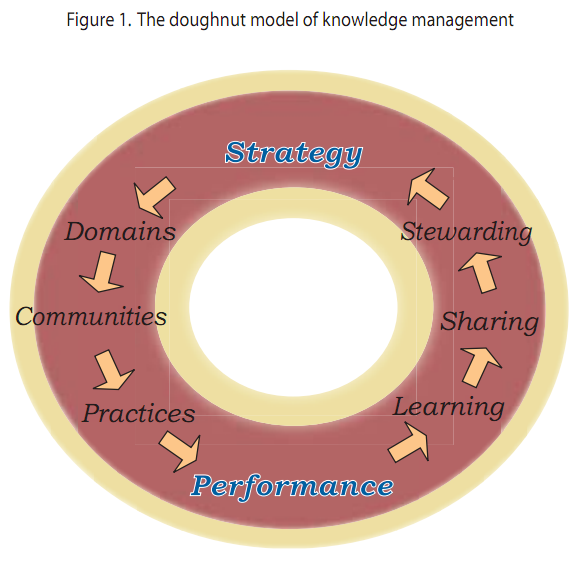 Figure 1. The doughnut model of knowledge management
Strategy
Domains
Stewarding
Communities
Sharing
Practices
Learning
Performance